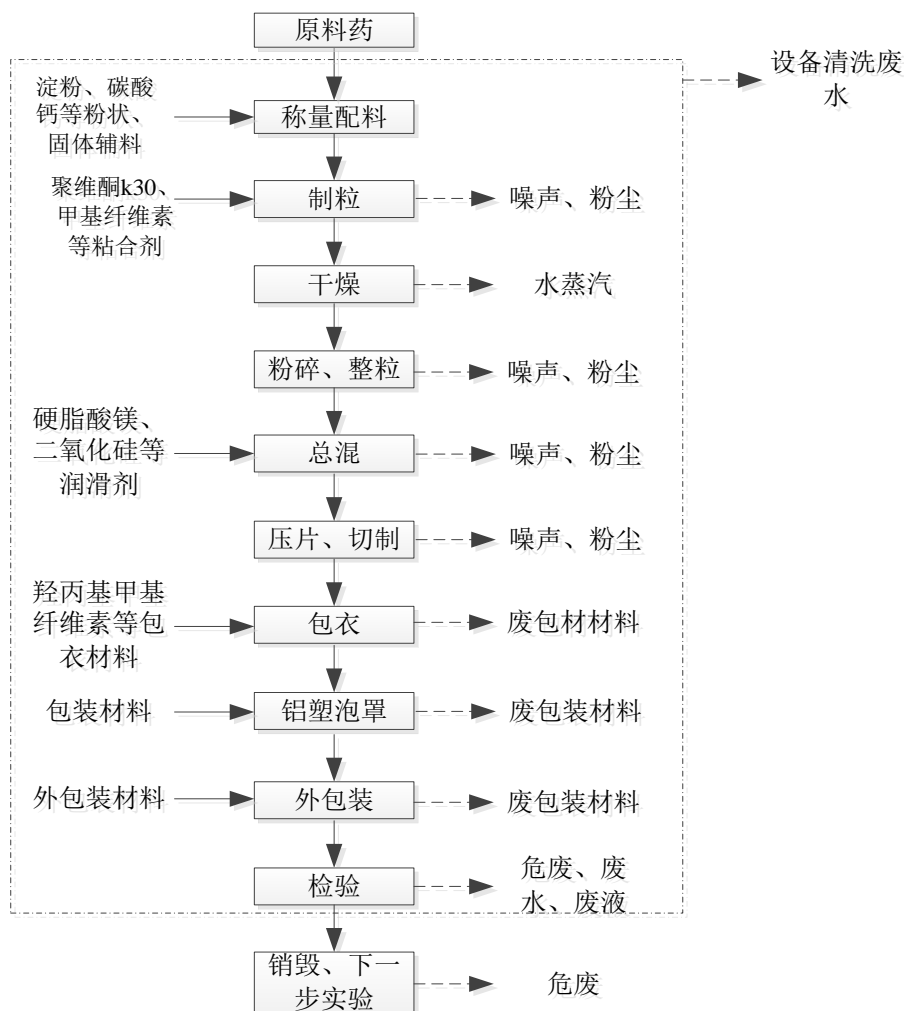 原料药
设备清洗废
水
淀粉、碳酸
钙等粉状、
固体辅料
称量配料
聚维酮k30、
甲基纤维素
等粘合剂
制粒
噪声、粉尘
干燥
水蒸汽
粉碎、整粒
噪声、粉尘
硬脂酸镁、
二氧化硅等
润滑剂
总混
噪声、粉尘
压片、切制
噪声、粉尘
羟丙基甲基
纤维素等包
衣材料
包衣
废包材材料
包装材料
铝塑泡罩
废包装材料
外包装材料
外包装
废包装材料
检验
危废、废
水、废液
销毁、下一
步实验
危废